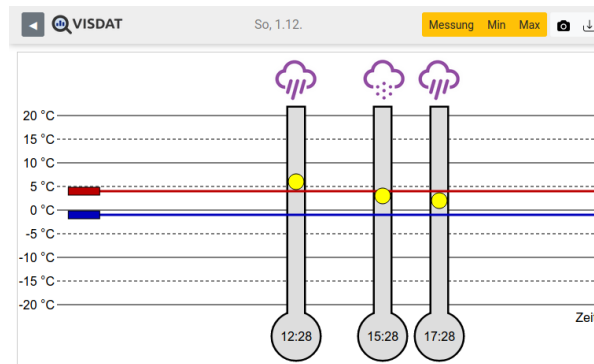 ◄ VISDAT So, 1.12. Messung Min Max
20 °C
15 °C
10 °C
5 °C
0 °C
-5 °C
-10 °C
-15 °C
-20 °C
Zei
12:28 15:28 17:28